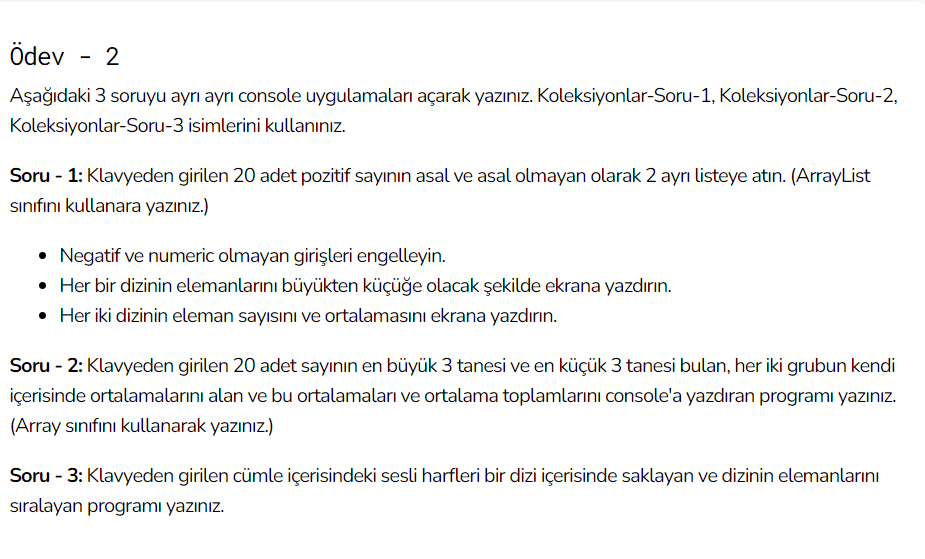 Ödev - 2
Aşağıdaki 3 soruyu ayrı ayrı console uygulamaları açarak yazınız. Koleksiyonlar-Soru-1, Koleksiyonlar-Soru-2,
Koleksiyonlar-Soru-3 isimlerini kullanınız.
Soru - 1: Klavyeden girilen 20 adet pozitif sayının asal ve asal olmayan olarak 2 ayrı listeye atın. (ArrayList
sınıfını kullanara yazınız.)
• Negatif ve numeric olmayan girişleri engelleyin.
• Her bir dizinin elemanlarını büyükten küçüğe olacak şekilde ekrana yazdırın.
• Her iki dizinin eleman sayısını ve ortalamasını ekrana yazdırın.
Soru - 2: Klavyeden girilen 20 adet sayının en büyük 3 tanesi ve en küçük 3 tanesi bulan, her iki grubun kendi
içerisinde ortalamalarını alan ve bu ortalamaları ve ortalama toplamlarını console'a yazdıran programı yazınız.
(Array sınıfını kullanarak yazınız.)
Soru - 3: Klavyeden girilen cümle içerisindeki sesli harfleri bir dizi içerisinde saklayan ve dizinin elemanlarını
sıralayan programı yazınız.